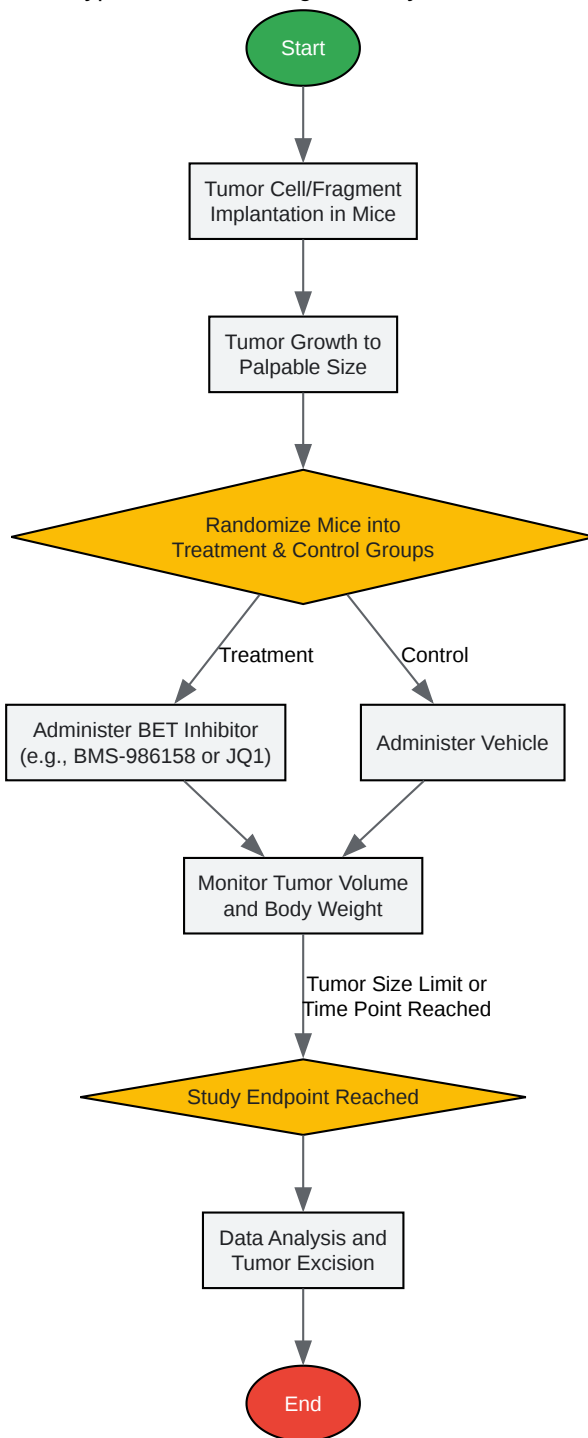 Start
Tumor Cell/Fragment
Implantation in Mice
Tumor Growth to
Palpable Size
Randomize Mice into
Treatment & Control Groups
Treatment
Control
Administer BET Inhibitor
(e.g., BMS-986158 or JQ1)
Administer Vehicle
Monitor Tumor Volume
and Body Weight
Tumor Size Limit or
Time Point Reached
Study Endpoint Reached
Data Analysis and
Tumor Excision
End